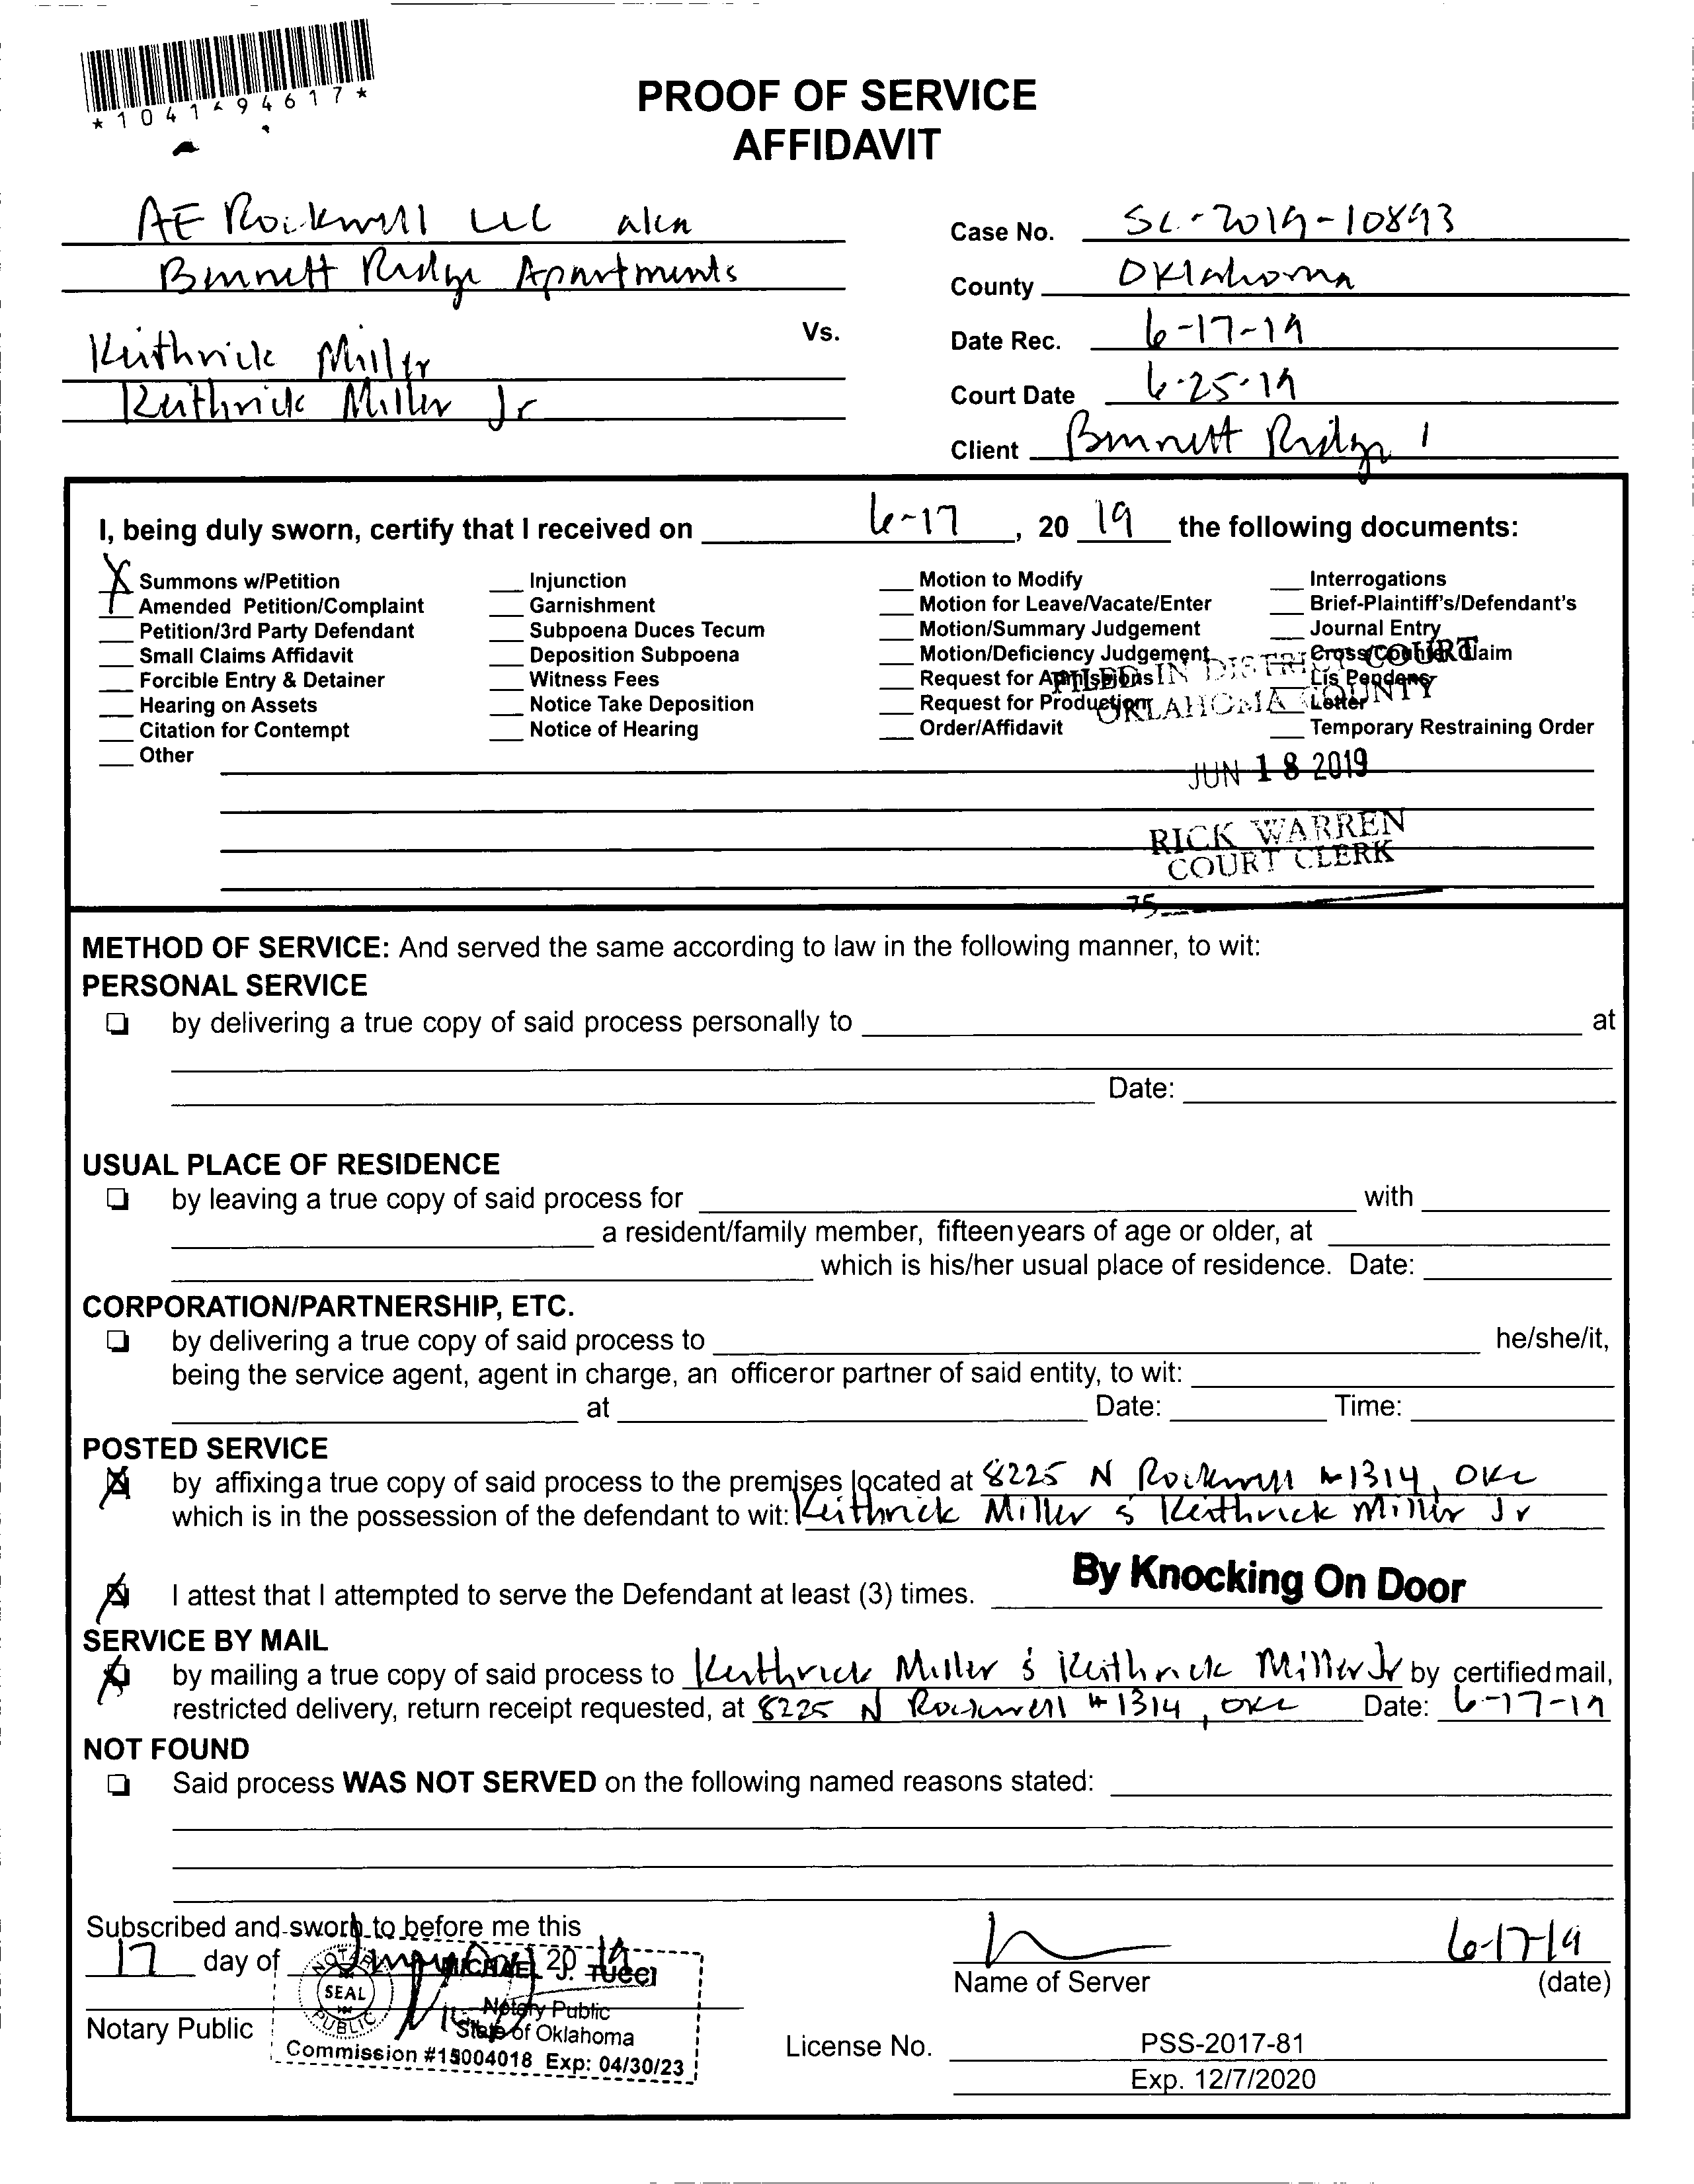 *1041494617*
PROOF OF SERVICE
AFFIDAVIT
AE Rockwell LLC aka
Bennett Ridge Apartments
Vs.
Keithrick Miller
Keithrick Miller Jr
Case No. SC-2019-10893
County Oklahoma
Date Rec. 6-17-19
Court Date 6-25-19
Client Bennett Ridge 1
I, being duly sworn, certify that I received on 6-17, 20 19 the following documents:
X Summons w/Petition
Amended Petition/Complaint
Petition/3rd Party Defendant
Small Claims Affidavit
Forcible Entry & Detainer
Hearing on Assets
Citation for Contempt
Other
Injunction
Garnishment
Subpoena Duces Tecum
Deposition Subpoena
Witness Fees
Notice Take Deposition
Notice of Hearing
Motion to Modify
Motion for Leave/Vacate/Enter
Motion/Summary Judgement
Motion/Deficiency Judgement
Request for Admissions
Request for Production
Order/Affidavit
Interrogations
Brief-Plaintiff's/Defendant's
Journal Entry
Cross/Counter Claim
Lis Pendens
Letter
Temporary Restraining Order
FILED IN DISTRICT COURT
OKLAHOMA COUNTY
JUN 18 2019
RICK WARREN
COURT CLERK
75
METHOD OF SERVICE: And served the same according to law in the following manner, to wit:
PERSONAL SERVICE
by delivering a true copy of said process personally to at
Date:
USUAL PLACE OF RESIDENCE
by leaving a true copy of said process for with
a resident/family member, fifteen years of age or older, at
which is his/her usual place of residence. Date:
CORPORATION/PARTNERSHIP, ETC.
by delivering a true copy of said process to he/she/it,
being the service agent, agent in charge, an officer or partner of said entity, to wit:
at Date: Time:
POSTED SERVICE
X by affixing a true copy of said process to the premises located at 8225 N Rockwell #1314, OKC
which is in the possession of the defendant to wit: Keithrick Miller & Keithrick Miller Jr
X I attest that I attempted to serve the Defendant at least (3) times. By Knocking On Door
SERVICE BY MAIL
X by mailing a true copy of said process to Keithrick Miller & Keithrick Miller Jr by certified mail,
restricted delivery, return receipt requested, at 8225 N Rockwell #1314, OKC Date: 6-17-19
NOT FOUND
Said process WAS NOT SERVED on the following named reasons stated:
Subscribed and sworn to before me this
17 day of 20 19
Notary Public
NOTARY PUBLIC SEAL
MICHAEL J. TUCCI
Notary Public
State of Oklahoma
Commission #15004018 Exp: 04/30/23
6-17-19
Name of Server (date)
License No. PSS-2017-81
Exp. 12/7/2020